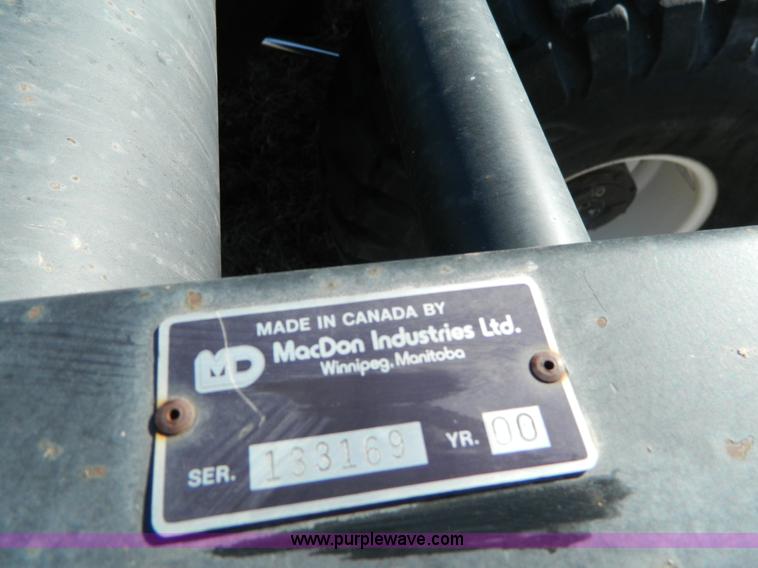 MADE IN CANADA BY
MD MacDon Industries Ltd.
Winnipeg, Manitoba
SER. 133169 YR. 00
www.purplewave.com